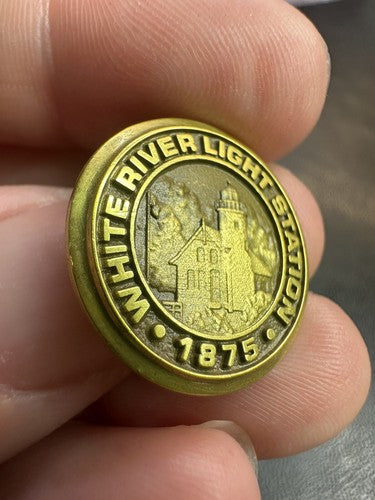 WHITE RIVER LIGHT STATION
• 1875 •